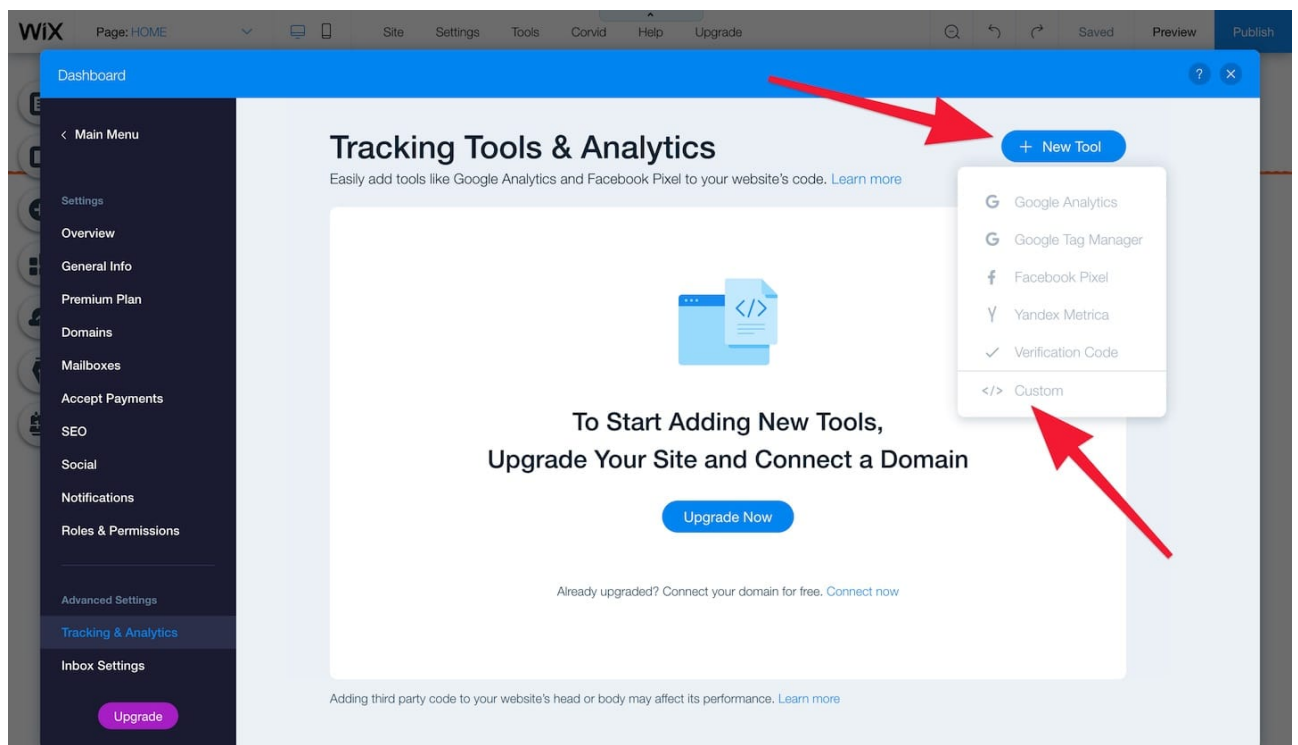 WiX Page: HOME Site Settings Tools Corvid Help Upgrade Saved Preview Publish
Dashboard ?
< Main Menu
Settings
Overview
General Info
Premium Plan
Domains
Mailboxes
Accept Payments
SEO
Social
Notifications
Roles & Permissions
Advanced Settings
Tracking & Analytics
Inbox Settings
Upgrade
Tracking Tools & Analytics
+ New Tool
Easily add tools like Google Analytics and Facebook Pixel to your website's code. Learn more
G Google Analytics
G Google Tag Manager
f Facebook Pixel
Y Yandex Metrica
Verification Code
</> Custom
</>
To Start Adding New Tools,
Upgrade Your Site and Connect a Domain
Upgrade Now
Already upgraded? Connect your domain for free. Connect now
Adding third party code to your website's head or body may affect its performance. Learn more